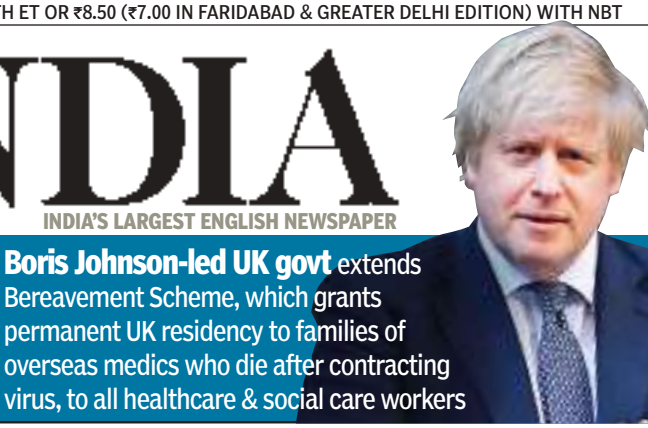 TH ET OR ₹8.50 (₹7.00 IN FARIDABAD & GREATER DELHI EDITION) WITH NBT
NDIA
INDIA'S LARGEST ENGLISH NEWSPAPER
Boris Johnson-led UK govt extends
Bereavement Scheme, which grants
permanent UK residency to families of
overseas medics who die after contracting
virus, to all healthcare & social care workers